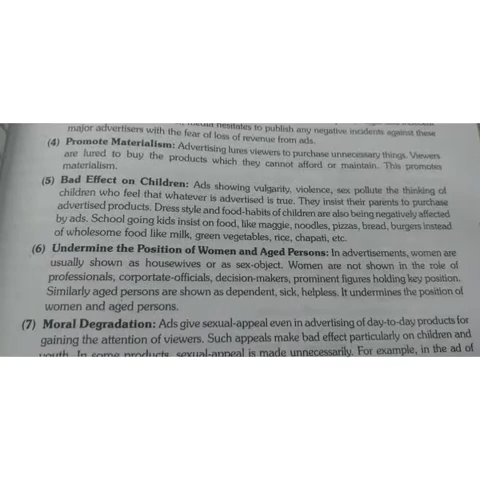 media hesitates to publish any negative incidents against these
major advertisers with the fear of loss of revenue from ads.
(4) Promote Materialism: Advertising lures viewers to purchase unnecessary things. Viewers
are lured to buy the products which they cannot afford or maintain. This promotes
materialism.
(5) Bad Effect on Children: Ads showing vulgarity, violence, sex pollute the thinking of
children who feel that whatever is advertised is true. They insist their parents to purchase
advertised products. Dress style and food-habits of children are also being negatively affected
by ads. School going kids insist on food, like maggie, noodles, pizzas, bread, burgers instead
of wholesome food like milk, green vegetables, rice, chapati, etc.
(6) Undermine the Position of Women and Aged Persons: In advertisements, women are
usually shown as housewives or as sex-object. Women are not shown in the role of
professionals, corportate-officials, decision-makers, prominent figures holding key position.
Similarly aged persons are shown as dependent, sick, helpless. It undermines the position of
women and aged persons.
(7) Moral Degradation: Ads give sexual-appeal even in advertising of day-to-day products for
gaining the attention of viewers. Such appeals make bad effect particularly on children and
youth. In some products, sexual-appeal is made unnecessarily. For example, in the ad of